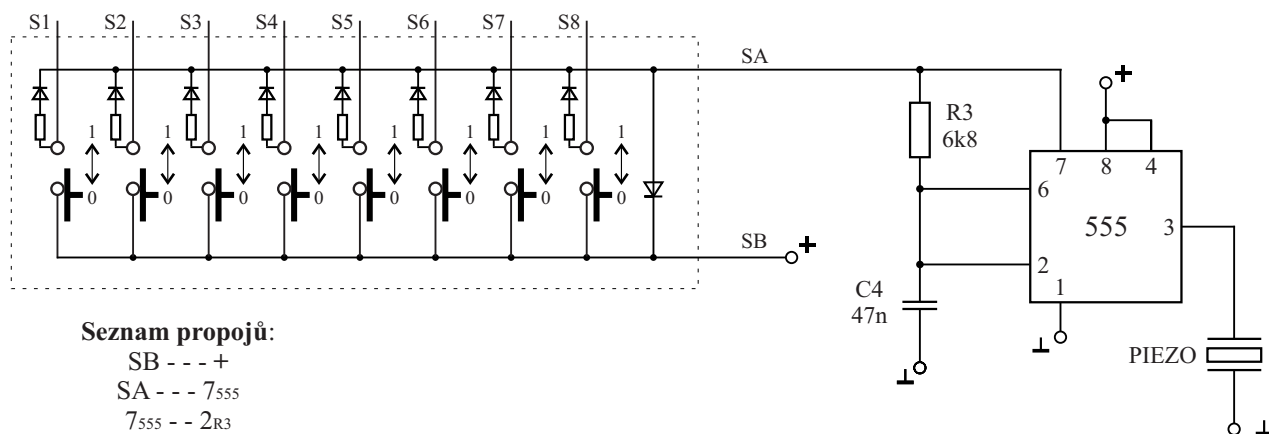 S1 S2 S3 S4 S5 S6 S7 S8
SA
+
R3
6k8
7 8 4
1 1 1 1 1 1 1 1
6
0 0 0 0 0 0 0 0
555
3
SB
+
2
C4
47n
1
Seznam propojů:
SB - - - +
SA - - - 7555
7555 - - 2R3
PIEZO